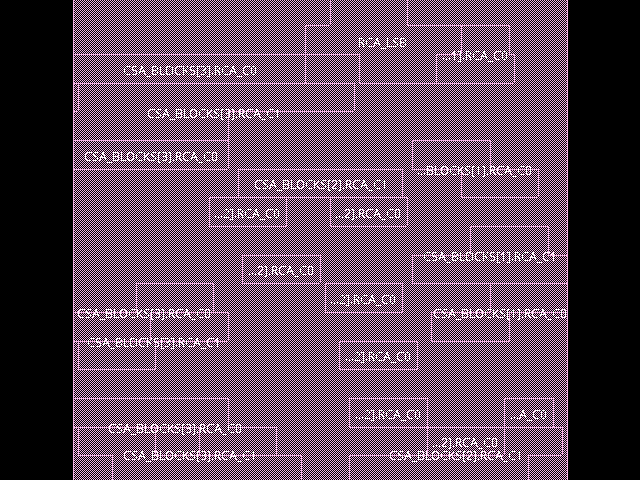 RCA_LSB
...1].RCA_C0
CSA_BLOCKS[3].RCA_C1
CSA_BLOCKS[3].RCA_C1
CSA_BLOCKS[3].RCA_C0
...BLOCKS[1].RCA_C0
CSA_BLOCKS[2].RCA_C1
...2].RCA_C0
...2].RCA_C0
CSA_BLOCKS[1].RCA_C1
...2].RCA_C0
...2].RCA_C0
CSA_BLOCKS[3].RCA_C0
CSA_BLOCKS[1].RCA_C0
CSA_BLOCKS[3].RCA_C1
...2].RCA_C0
...2].RCA_C0
...A_C0
CSA_BLOCKS[3].RCA_C0
...2].RCA_C0
CSA_BLOCKS[3].RCA_C1
CSA_BLOCKS[2].RCA_C1